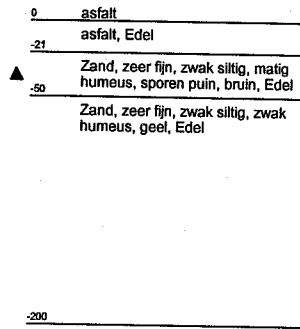 0 asfalt
asfalt, Edel
-21
Zand, zeer fijn, zwak siltig, matig
humeus, sporen puin, bruin, Edel
-50
Zand, zeer fijn, zwak siltig, zwak
humeus, geel, Edel
-200